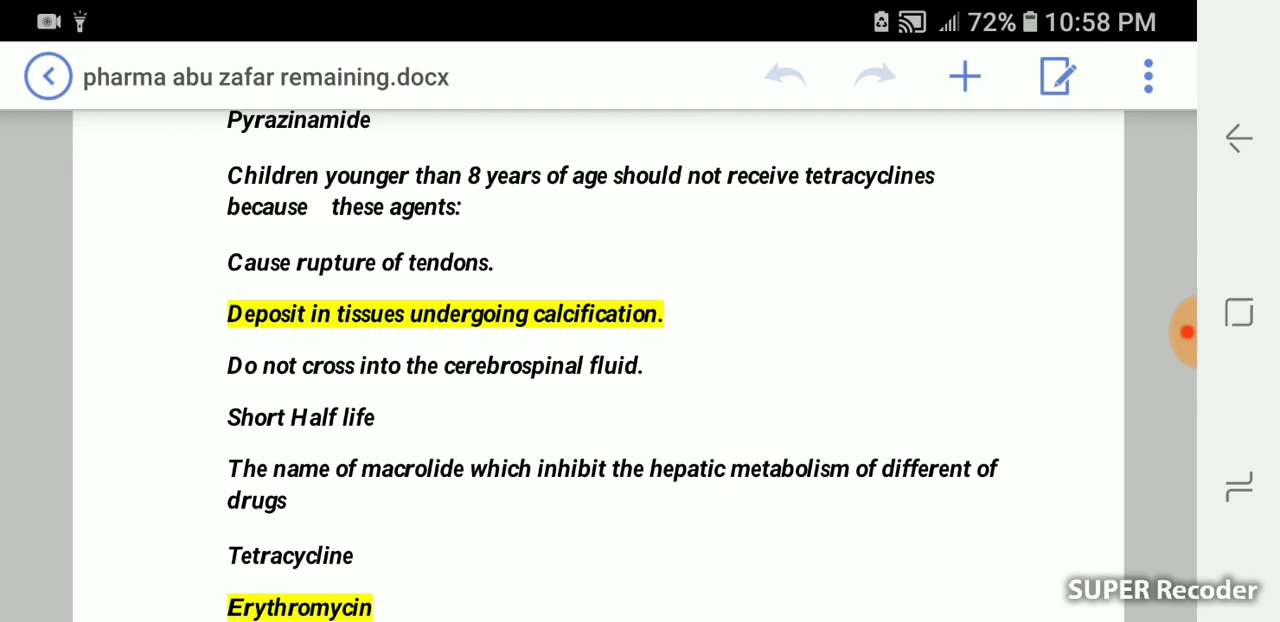 72% 10:58 PM
pharma abu zafar remaining.docx
Pyrazinamide
Children younger than 8 years of age should not receive tetracyclines
because these agents:
Cause rupture of tendons.
Deposit in tissues undergoing calcification.
Do not cross into the cerebrospinal fluid.
Short Half life
The name of macrolide which inhibit the hepatic metabolism of different of
drugs
Tetracycline
Erythromycin
SUPER Recoder